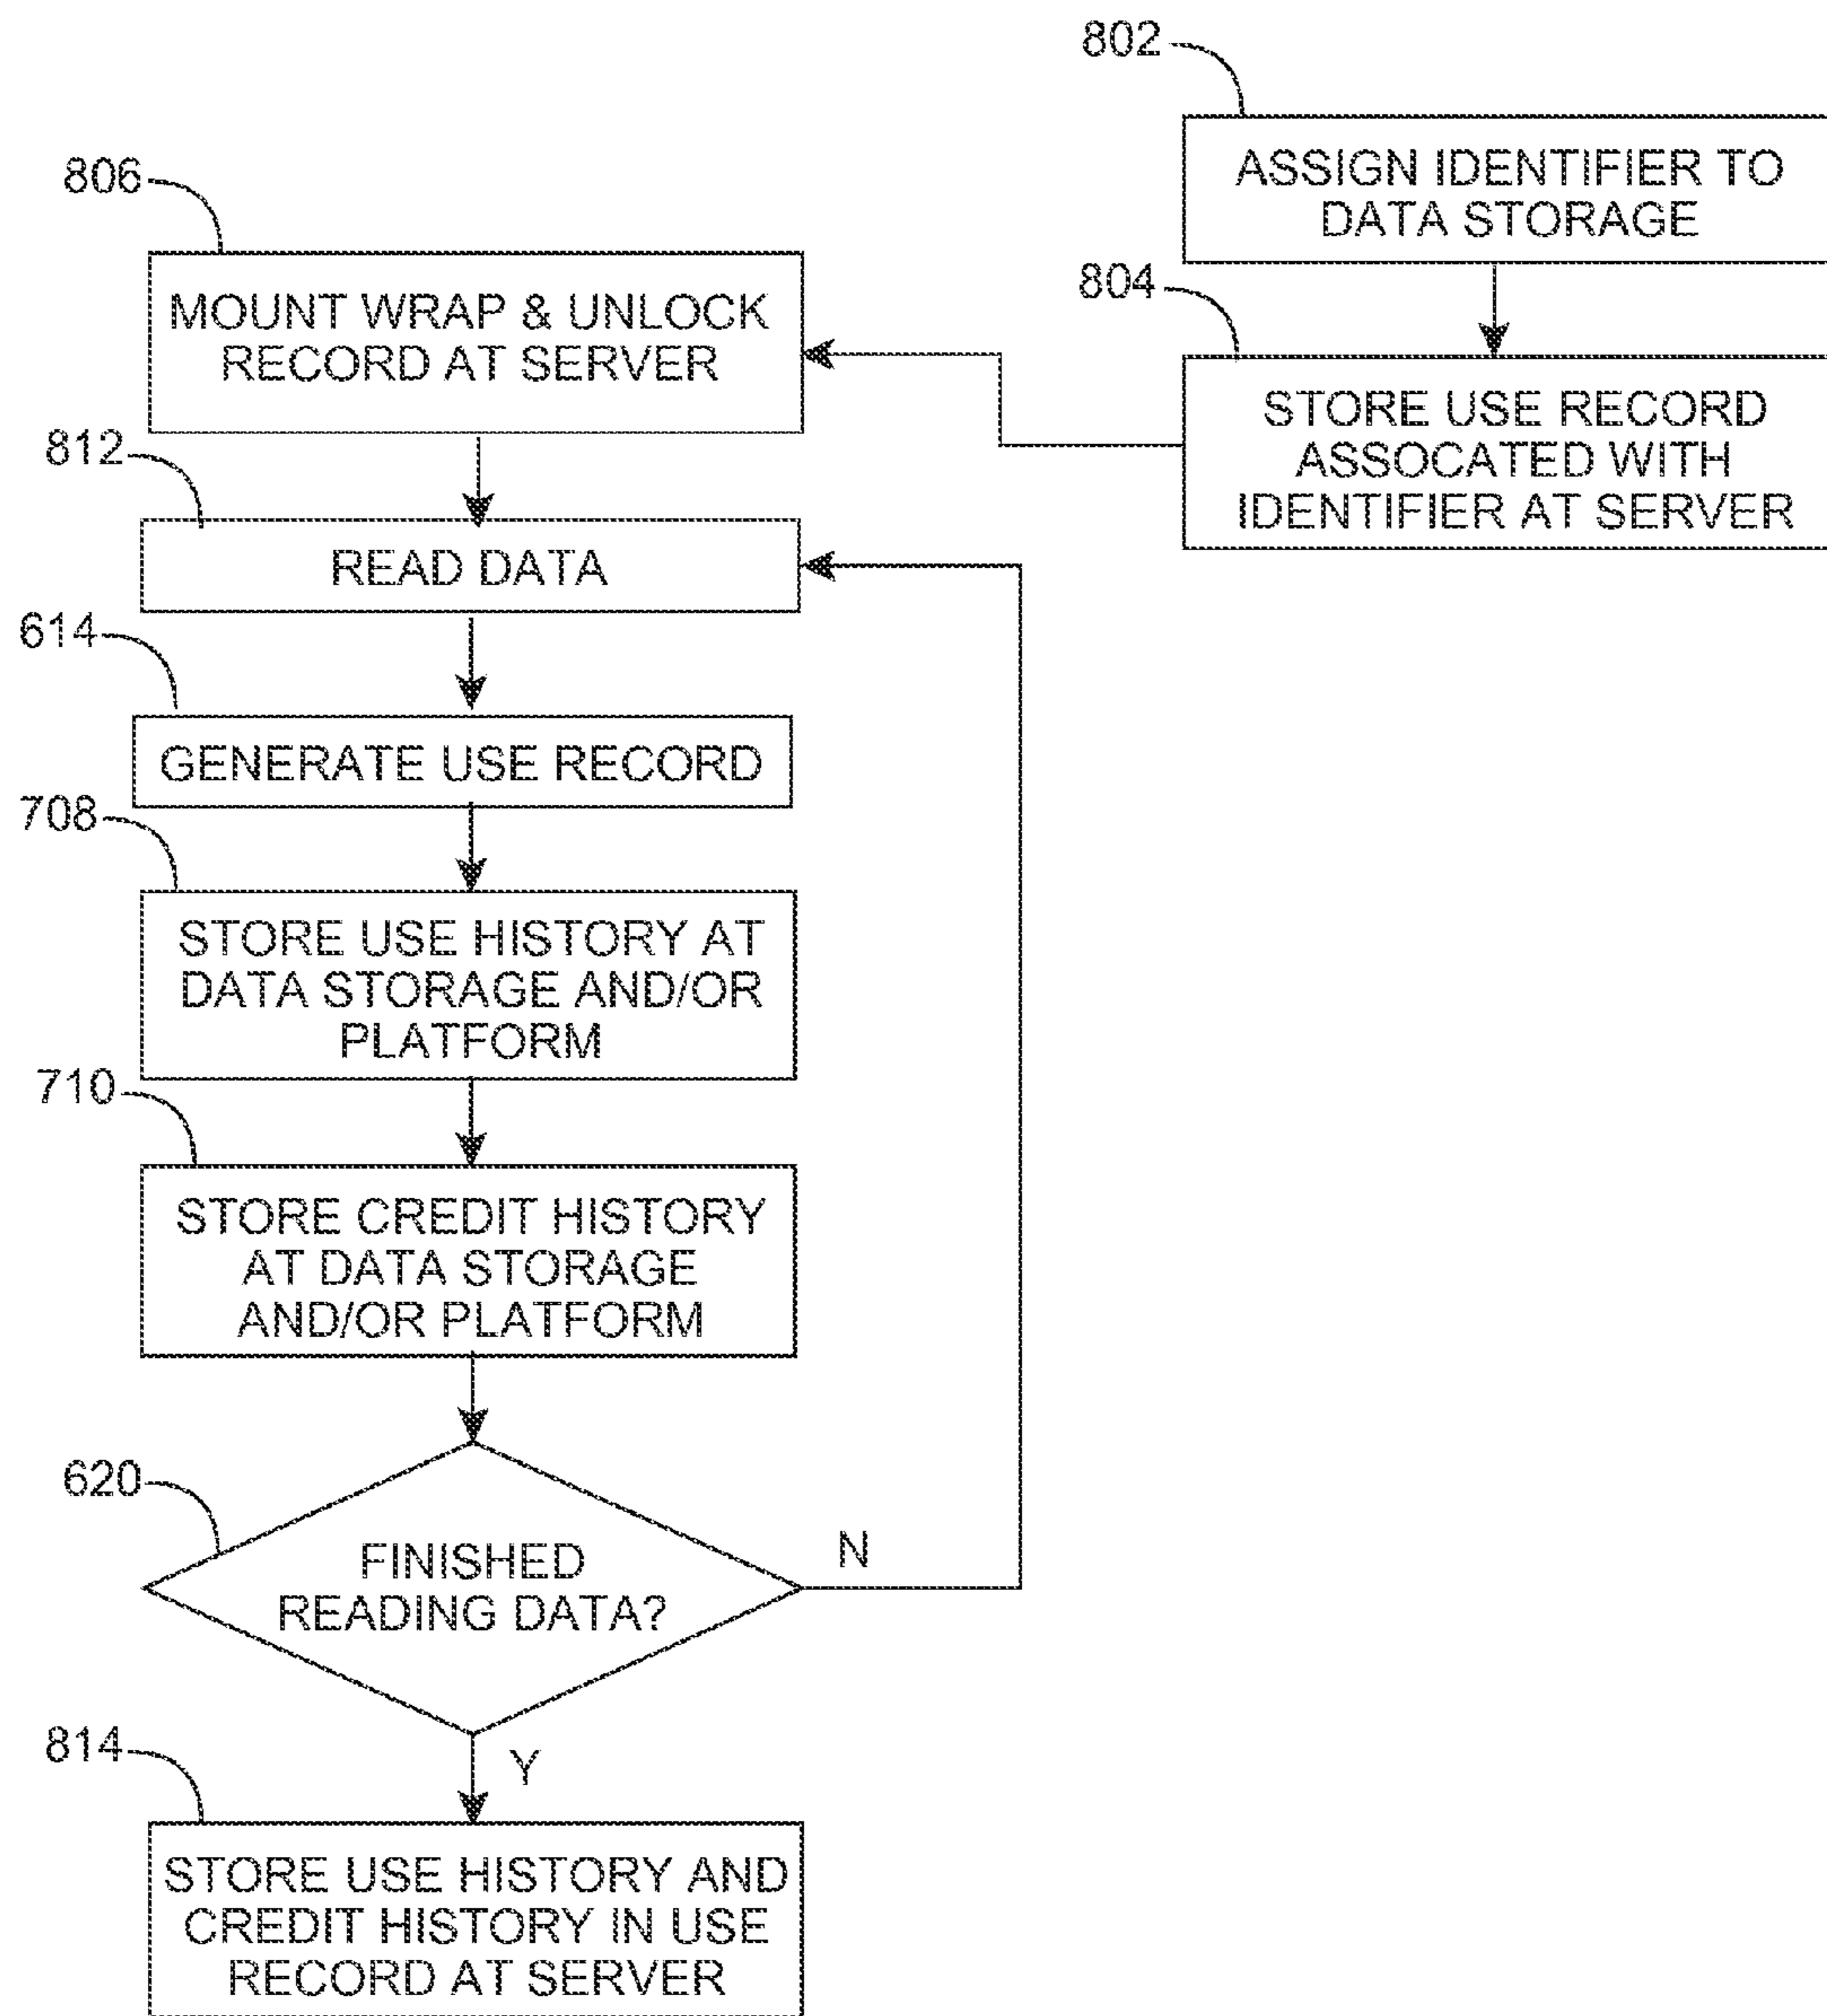 802
ASSIGN IDENTIFIER TO
DATA STORAGE
804
STORE USE RECORD
ASSOCATED WITH
IDENTIFIER AT SERVER
806
MOUNT WRAP & UNLOCK
RECORD AT SERVER
812
READ DATA
614
GENERATE USE RECORD
708
STORE USE HISTORY AT
DATA STORAGE AND/OR
PLATFORM
710
STORE CREDIT HISTORY
AT DATA STORAGE
AND/OR PLATFORM
620
FINISHED
READING DATA?
N
Y
814
STORE USE HISTORY AND
CREDIT HISTORY IN USE
RECORD AT SERVER